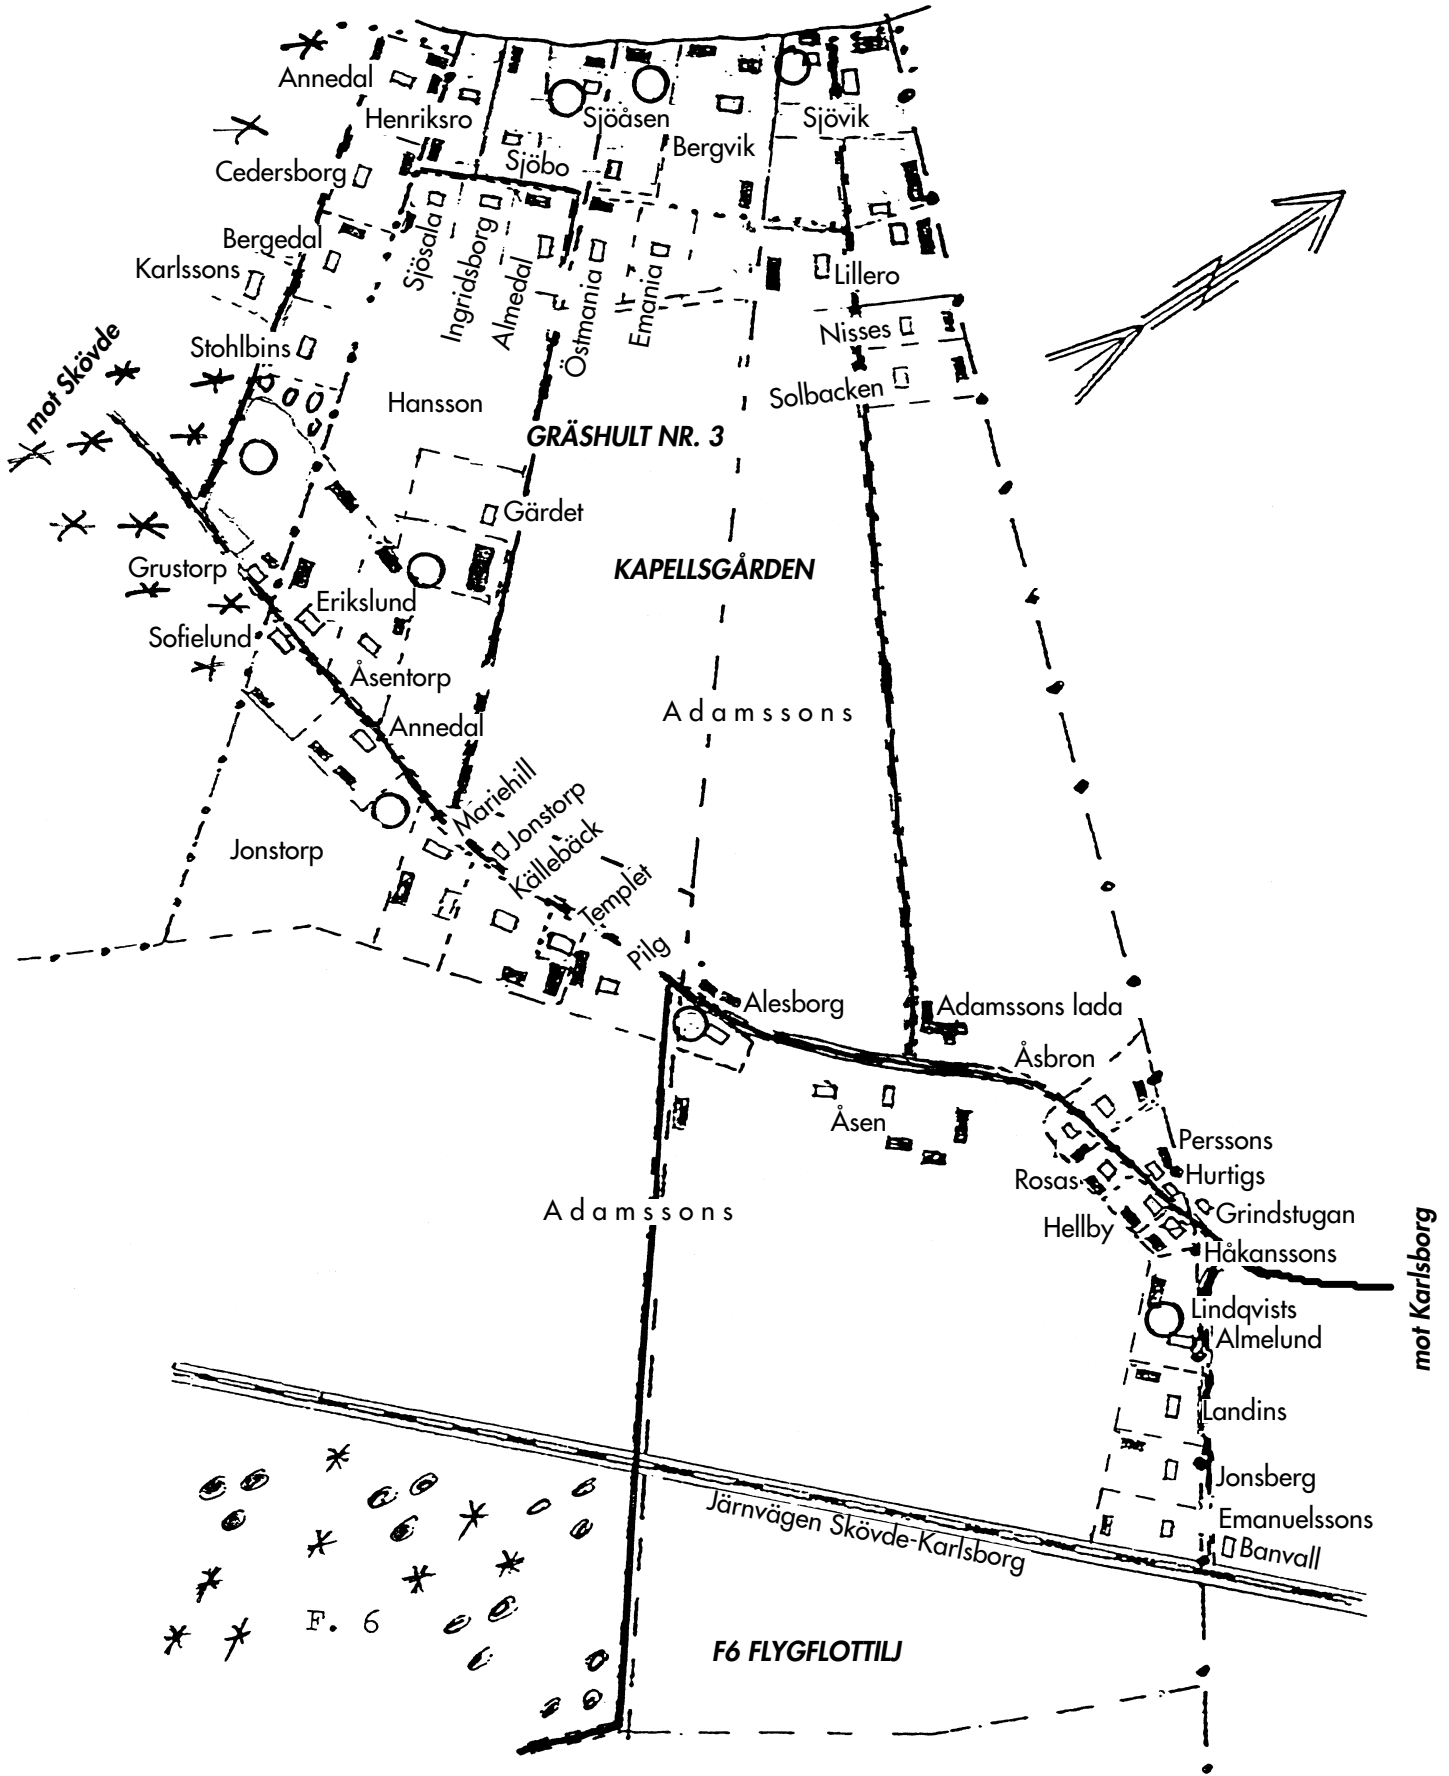 Annedal
Henriksro
Sjöåsen
Sjövik
Bergvik
Sjöbo
Cedersborg
Bergedal
Karlssons
Sjösala
Ingridsborg
Almedal
Östmania
Emania
Lillero
Nisses
Stohlbins
Solbacken
mot Skövde
Hansson
GRÄSHULT NR. 3
Gärdet
KAPELLSGÅRDEN
Grustorp
Erikslund
Sofielund
Åsentorp
Adamssons
Annedal
Mariehill
Jonstorp
Källebäck
Jonstorp
Templet
Pilg
Alesborg
Adamssons lada
Åsbron
Åsen
Perssons
Rosas
Hurtigs
Adamssons
Grindstugan
Hellby
Håkanssons
mot Karlsborg
Lindqvists
Almelund
Landins
Jonsberg
Järnvägen Skövde-Karlsborg
Emanuelssons
Banvall
F. 6
F6 FLYGFLOTTILJ